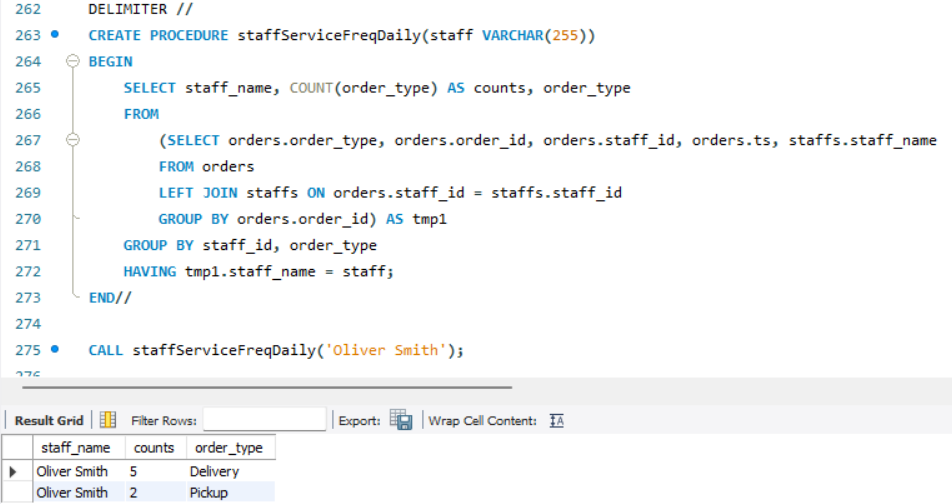 262 DELIMITER //
263 CREATE PROCEDURE staffServiceFreqDaily(staff VARCHAR(255))
264 BEGIN
265 SELECT staff_name, COUNT(order_type) AS counts, order_type
266 FROM
267 (SELECT orders.order_type, orders.order_id, orders.staff_id, orders.ts, staffs.staff_name
268 FROM orders
269 LEFT JOIN staffs ON orders.staff_id = staffs.staff_id
270 GROUP BY orders.order_id) AS tmp1
271 GROUP BY staff_id, order_type
272 HAVING tmp1.staff_name = staff;
273 END//
274
275 CALL staffServiceFreqDaily('Oliver Smith');
276
Result Grid Filter Rows: Export: Wrap Cell Content:
staff_name counts order_type
Oliver Smith 5 Delivery
Oliver Smith 2 Pickup